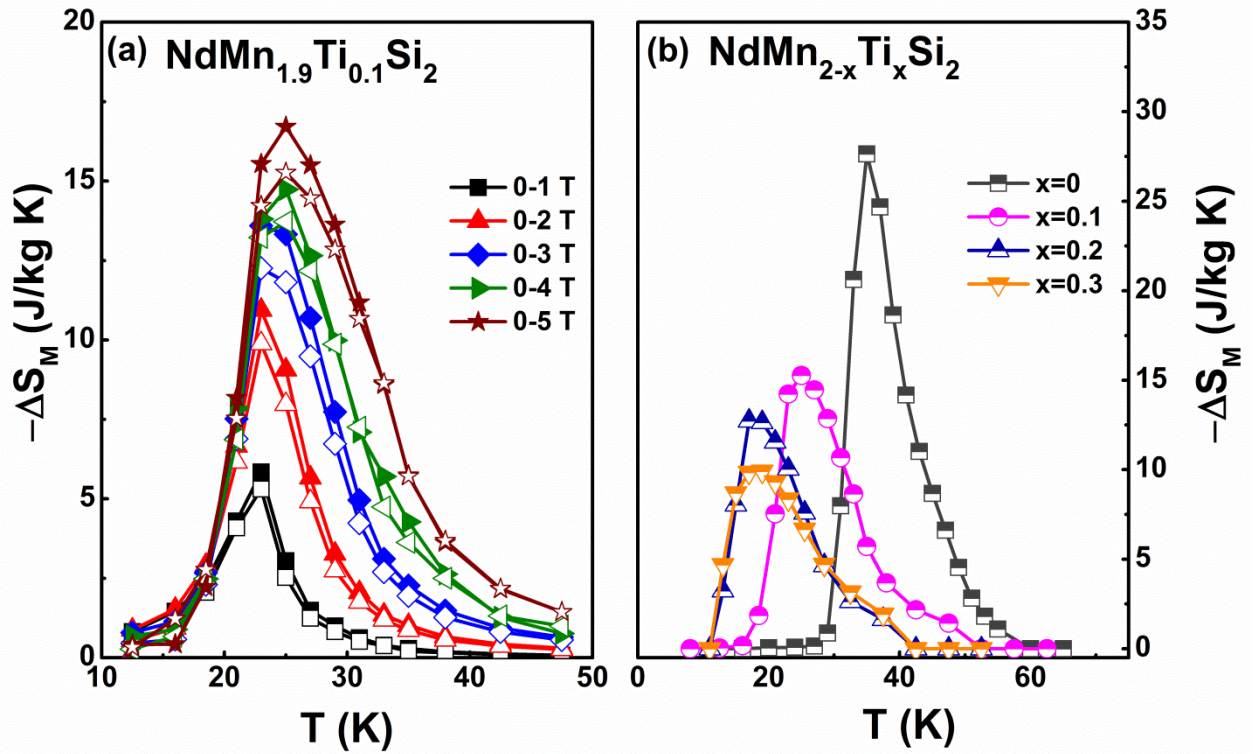 (a) NdMn1.9Ti0.1Si2
20
15
10
5
0
−ΔSM (J/kg K)
0-1 T
0-2 T
0-3 T
0-4 T
0-5 T
10 20 30 40 50
T (K)
(b) NdMn2-xTixSi2
x=0
x=0.1
x=0.2
x=0.3
35
30
25
20
15
10
5
0
−ΔSM (J/kg K)
0 20 40 60
T (K)